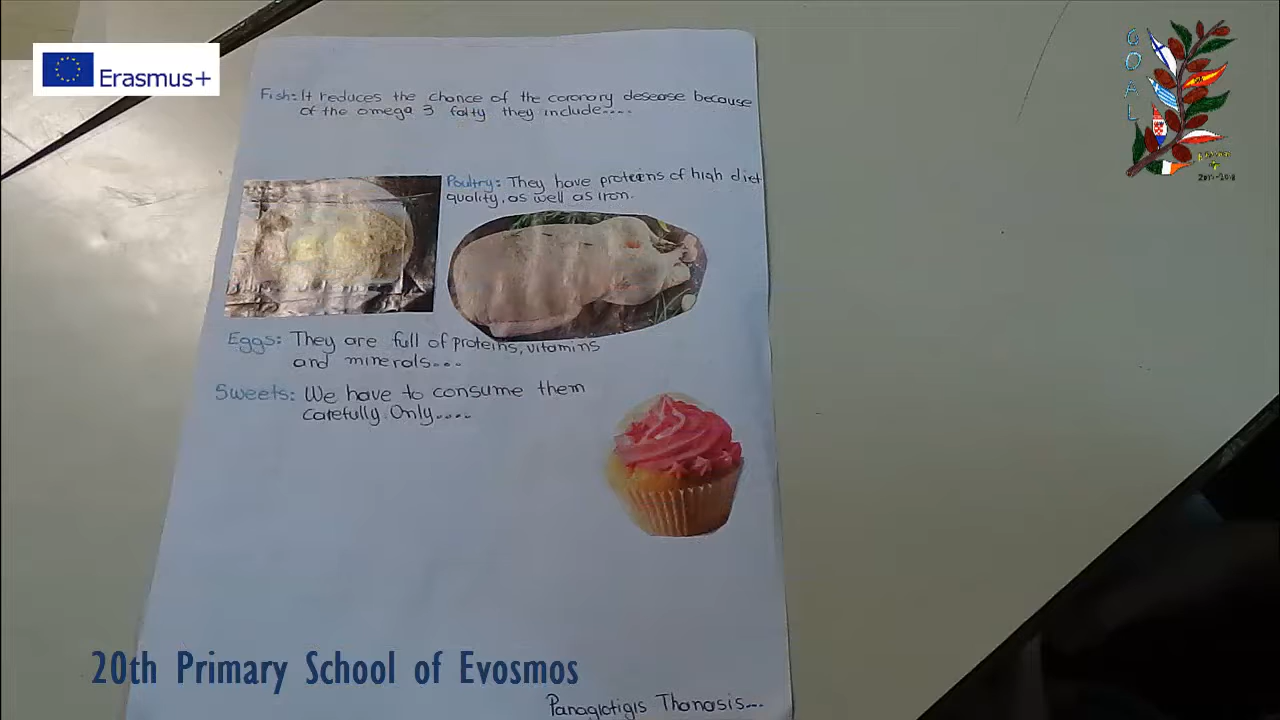 Erasmus+
GOAL
Fish: It reduces the chance of the coronary desease because
of the omega 3 falty they include....
Poultry: They have proteins of high diet
quality, as well as iron.
Eggs: They are full of proteins, vitamins
and minerals....
Sweets: We have to consume them
carefully. Only....
20th Primary School of Evosmos
Panagiotigis Thanasis...